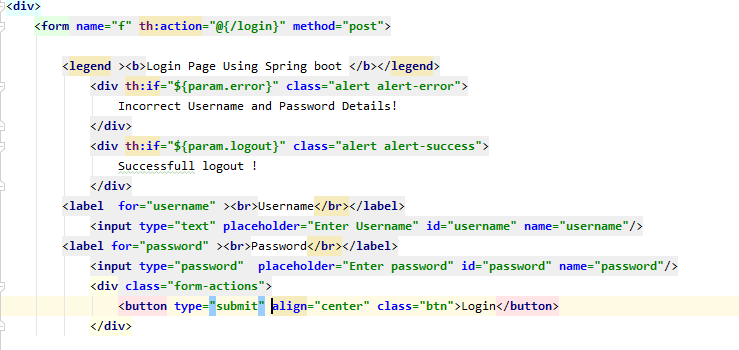 <div>
<form name="f" th:action="@{/login}" method="post">
<legend ><b>Login Page Using Spring boot </b></legend>
<div th:if="${param.error}" class="alert alert-error">
Incorrect Username and Password Details!
</div>
<div th:if="${param.logout}" class="alert alert-success">
Successfull logout !
</div>
<label  for="username" ><br>Username</br></label>
<input type="text" placeholder="Enter Username" id="username" name="username"/>
<label for="password" ><br>Password</br></label>
<input type="password"  placeholder="Enter password" id="password" name="password"/>
<div class="form-actions">
<button type="submit" align="center" class="btn">Login</button>
</div>